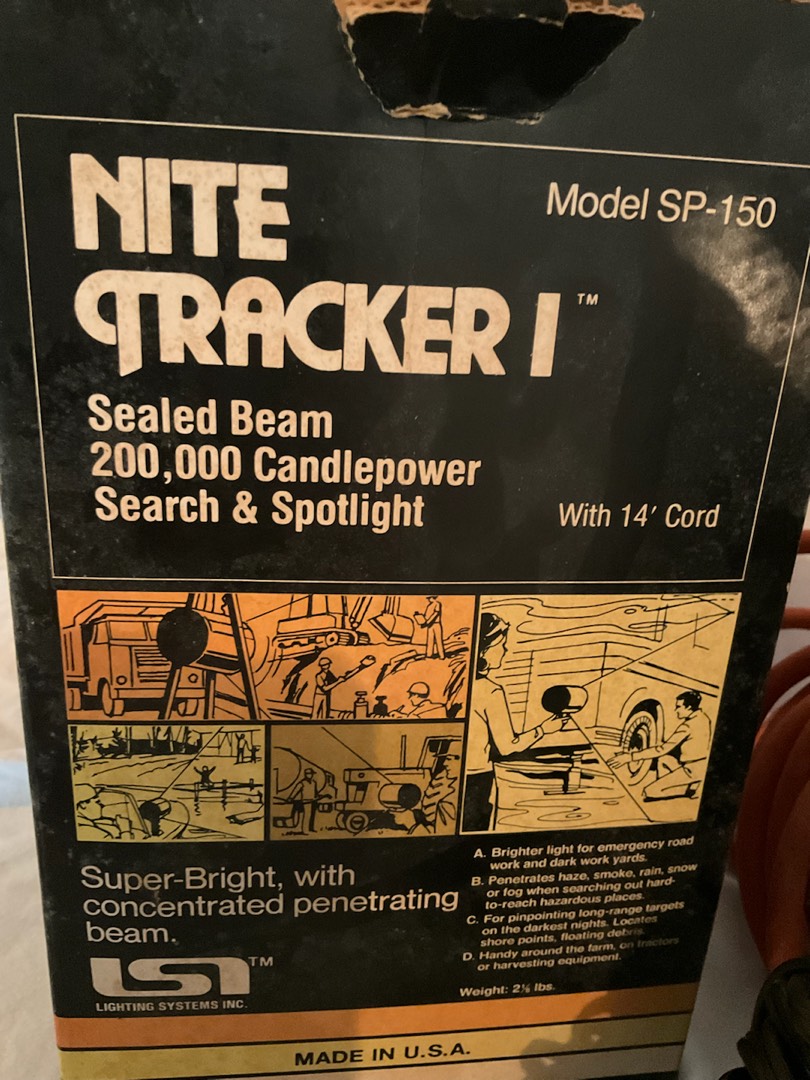 NITE
TRACKER I ™
Model SP-150
Sealed Beam
200,000 Candlepower
Search & Spotlight
With 14' Cord
Super-Bright, with
concentrated penetrating
beam.
LSI ™
LIGHTING SYSTEMS INC.
A. Brighter light for emergency road
work and dark work yards.
B. Penetrates haze, smoke, rain, snow
or fog when searching out hard-
to-reach hazardous places.
C. For pinpointing long-range targets
on the darkest nights. Locates
shore points, floating debris.
D. Handy around the farm, on tractors
or harvesting equipment.
Weight: lbs.
MADE IN U.S.A.